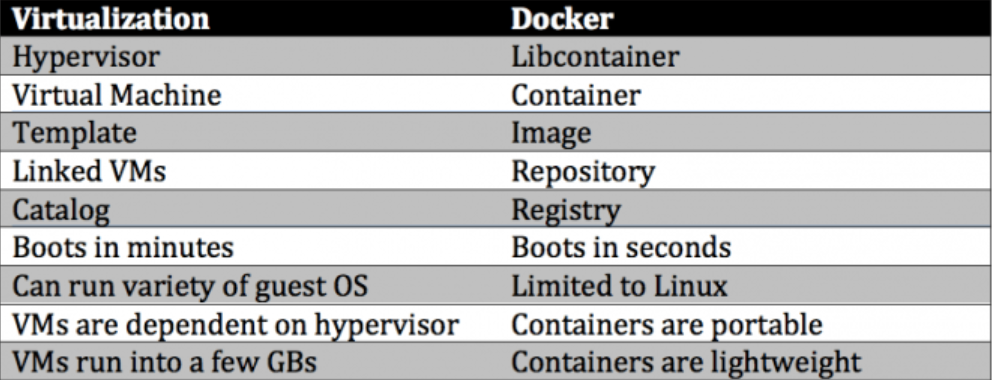 Virtualization Docker
Hypervisor Libcontainer
Virtual Machine Container
Template Image
Linked VMs Repository
Catalog Registry
Boots in minutes Boots in seconds
Can run variety of guest OS Limited to Linux
VMs are dependent on hypervisor Containers are portable
VMs run into a few GBs Containers are lightweight